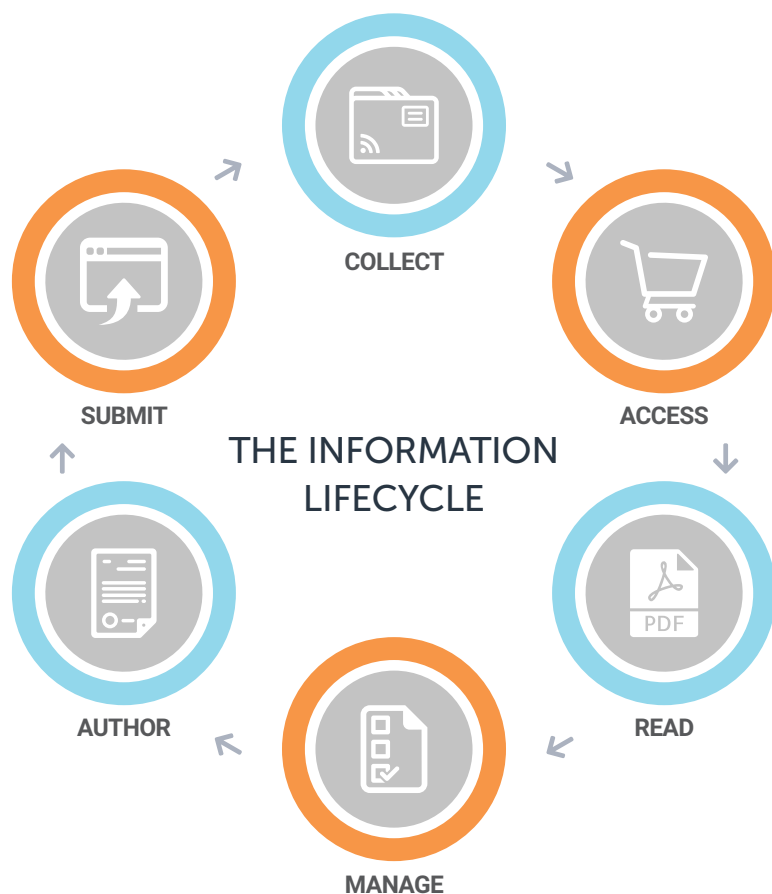 COLLECT
SUBMIT
ACCESS
THE INFORMATION
LIFECYCLE
PDF
AUTHOR
READ
MANAGE